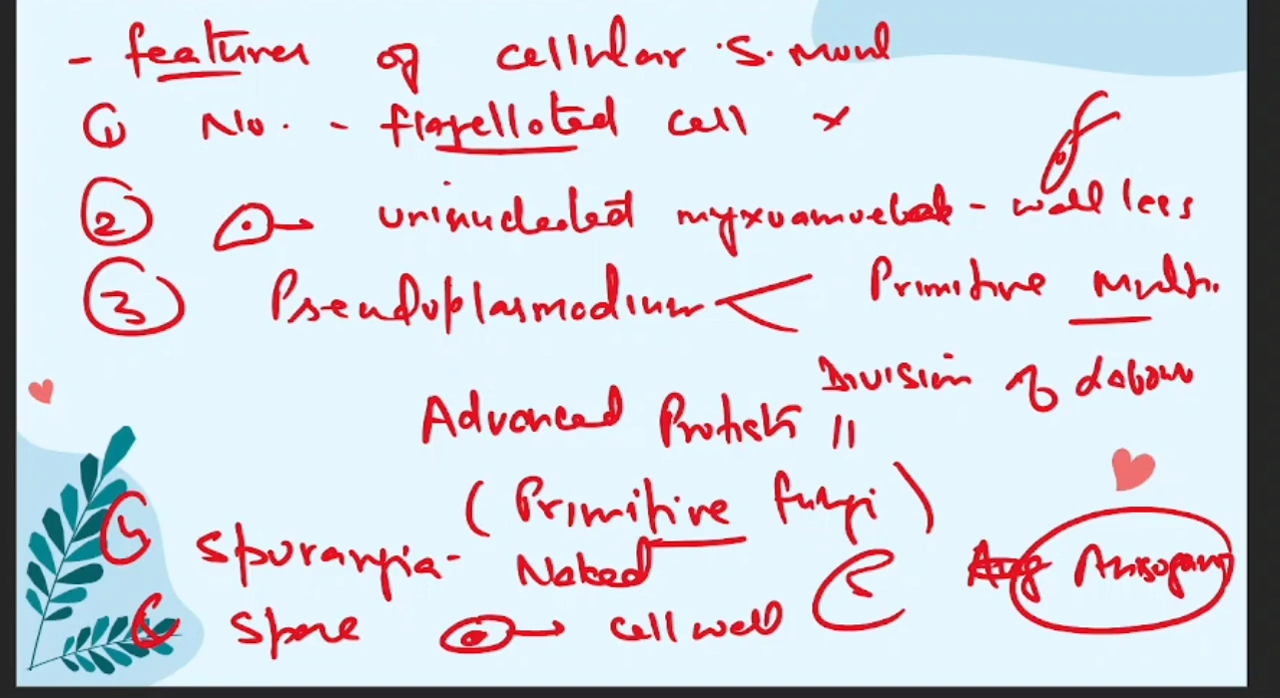 - features of cellular S. Mould
① No. - flagellated cell ×
② → uninucleated myxoamoebae - wall less
③ Pseudoplasmodium < Primitive Multi.
Division of labour
Advanced Protists ||
(Primitive fungi)
④ Sporangia - Naked
Anisogamy
Spore → cell wall